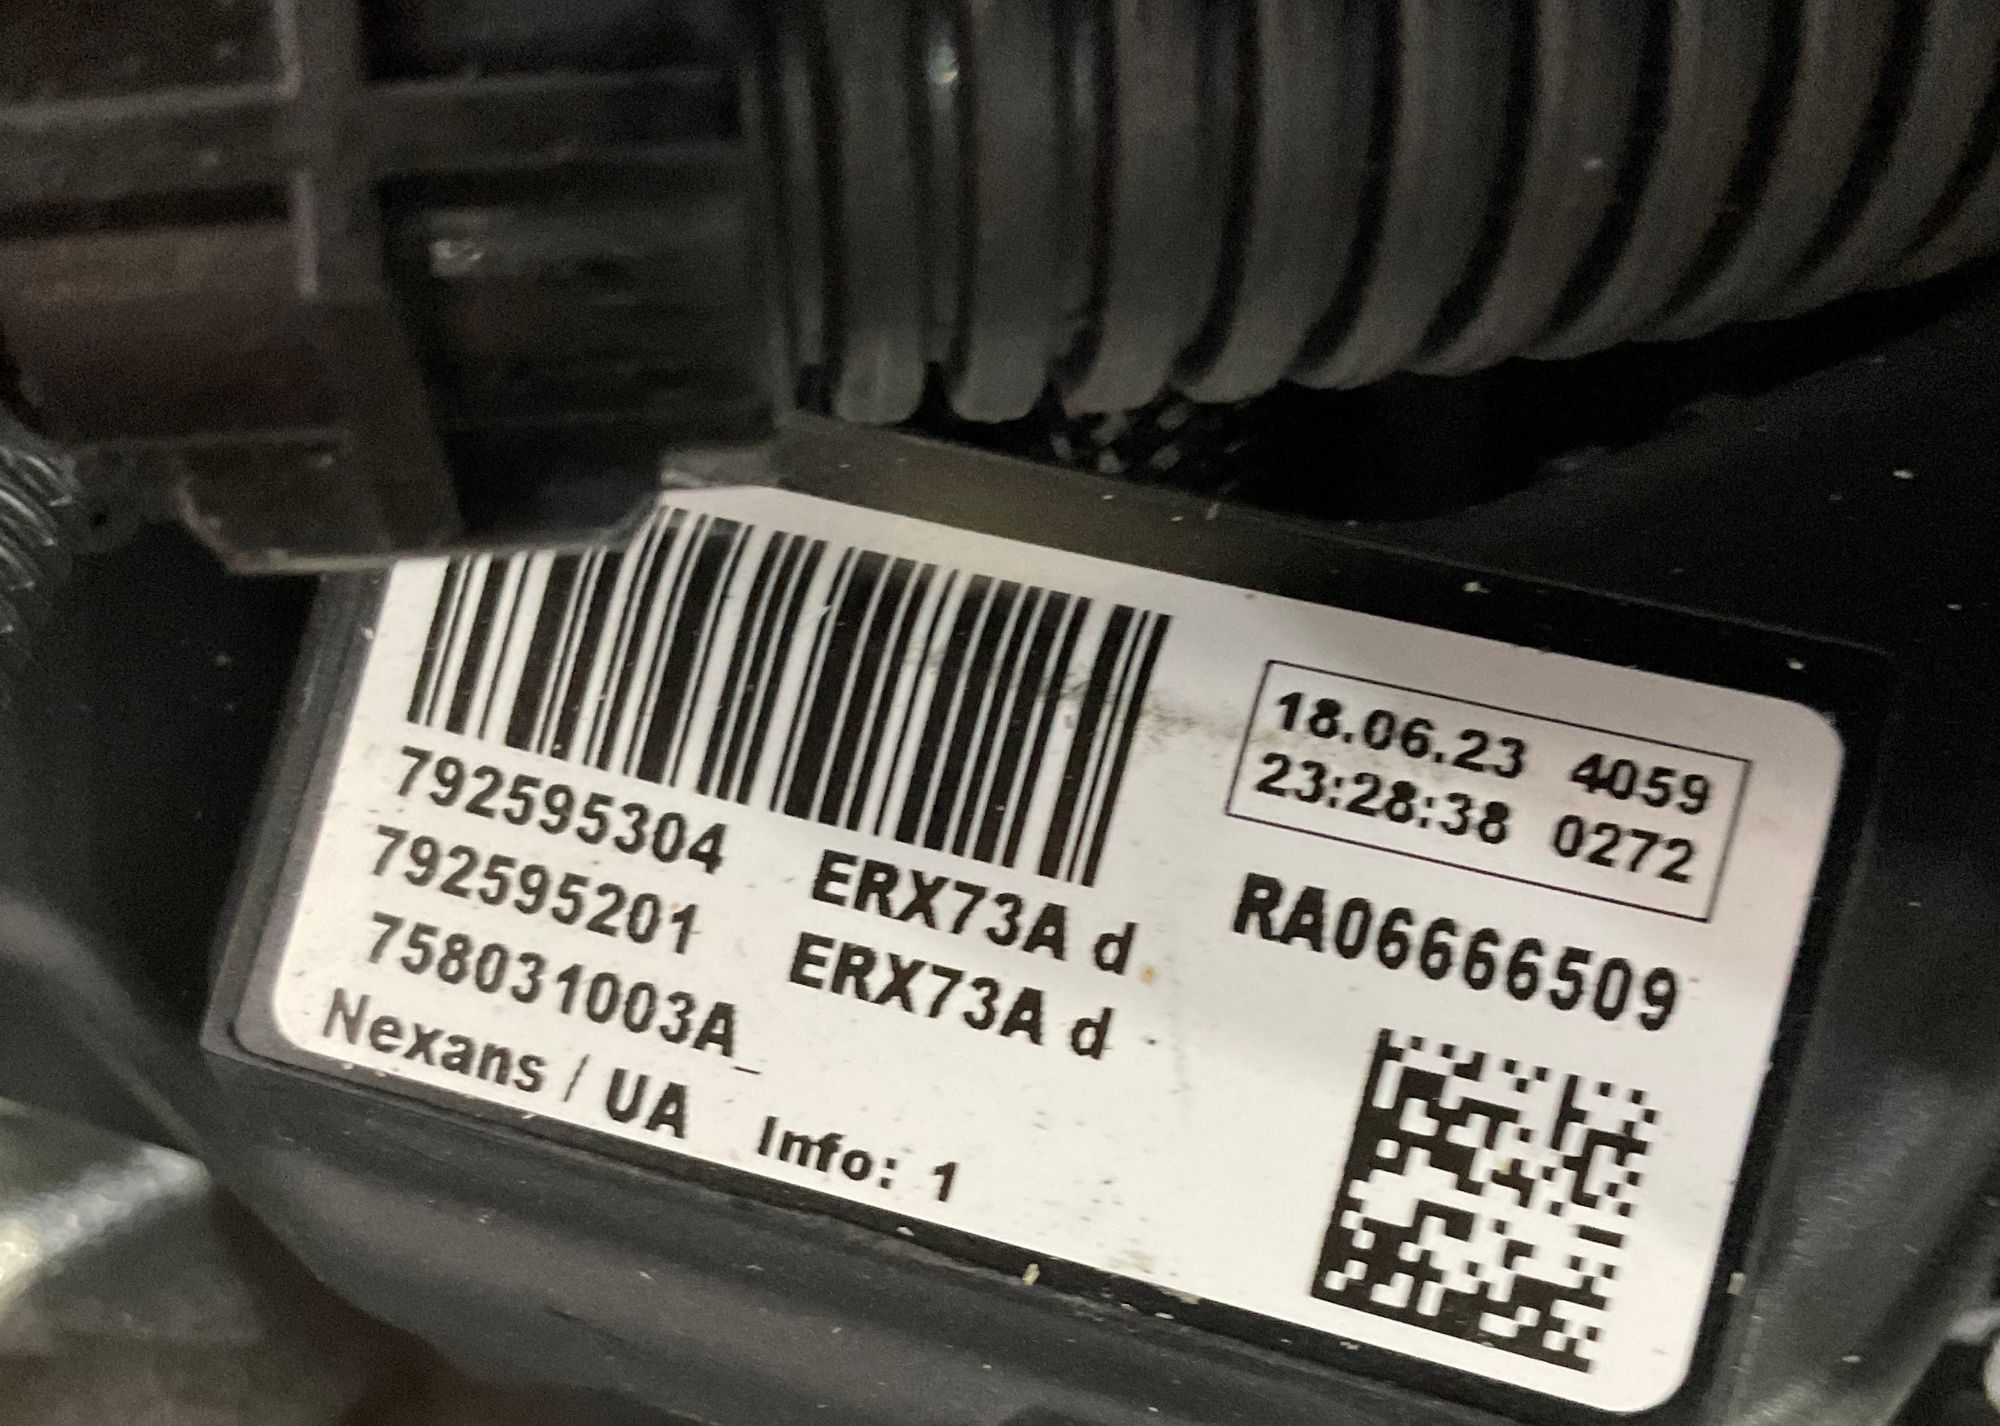 18.06.23 4059
23:28:38 0272
792595304 ERX73A d
792595201 ERX73A d
RA06666509
758031003A_
Nexans / UA Info: 1